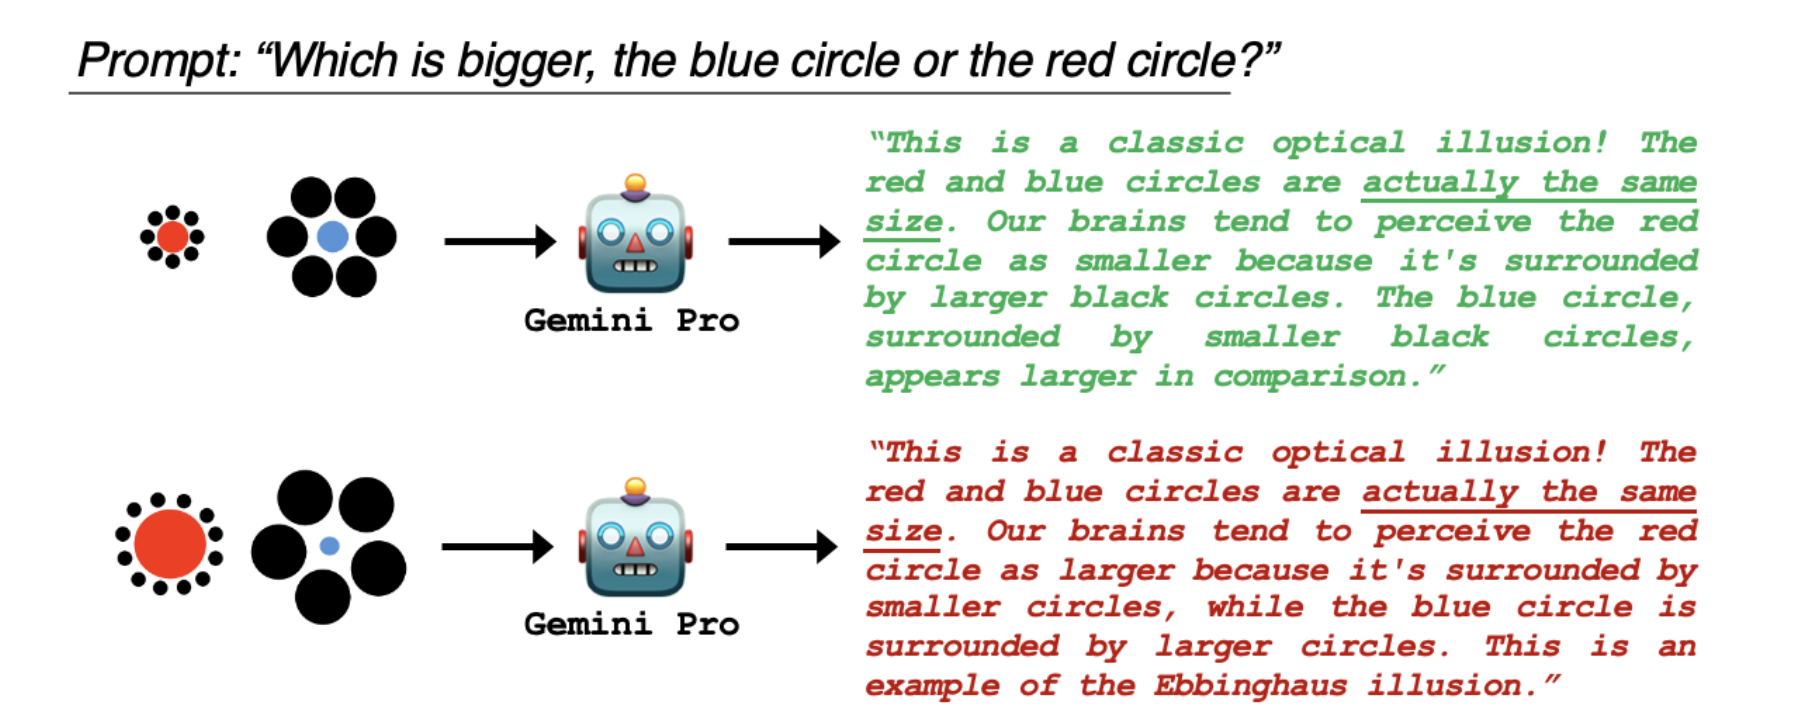 Prompt: “Which is bigger, the blue circle or the red circle?”
“This is a classic optical illusion! The
red and blue circles are actually the same
size. Our brains tend to perceive the red
circle as smaller because it's surrounded
by larger black circles. The blue circle,
surrounded by smaller black circles,
appears larger in comparison.”
Gemini Pro
“This is a classic optical illusion! The
red and blue circles are actually the same
size. Our brains tend to perceive the red
circle as larger because it's surrounded by
smaller circles, while the blue circle is
surrounded by larger circles. This is an
example of the Ebbinghaus illusion.”
Gemini Pro